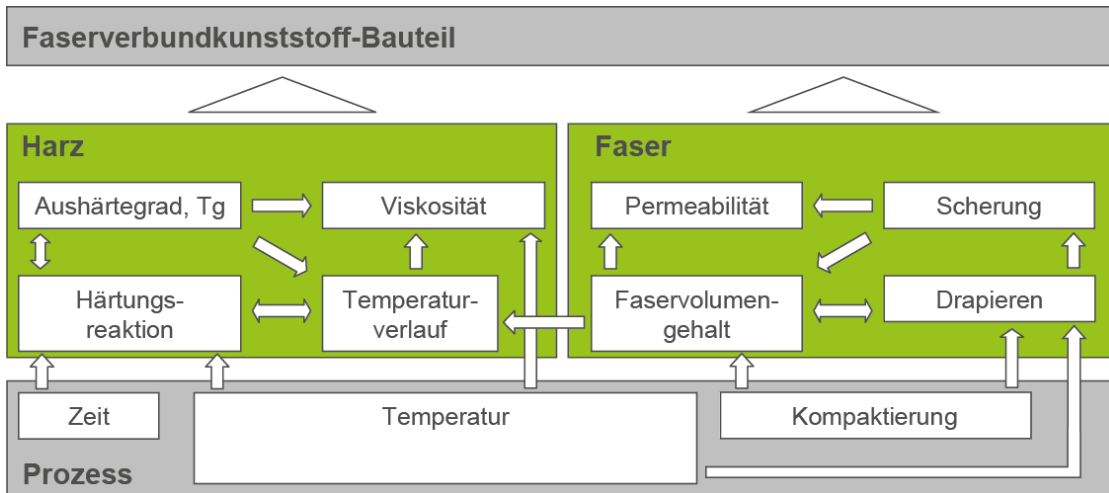 Faserverbundkunststoff-Bauteil
Harz
Aushärtegrad, Tg
Viskosität
Härtungs-
reaktion
Temperatur-
verlauf
Faser
Permeabilität
Scherung
Faservolumen-
gehalt
Drapieren
Zeit
Temperatur
Kompaktierung
Prozess